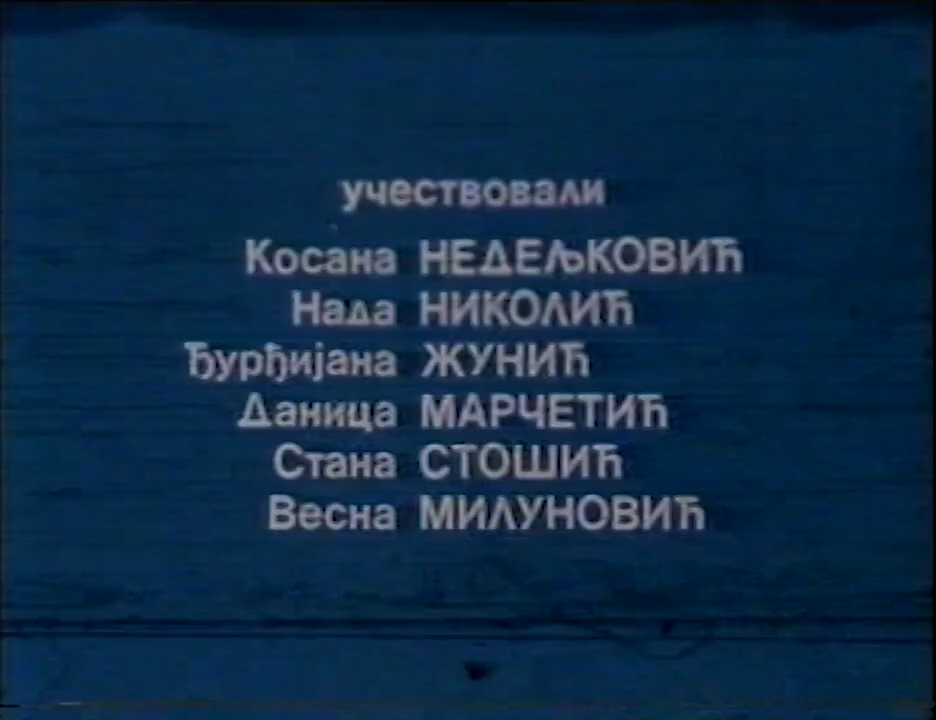 учествовали
Косана НЕДЕЉКОВИЋ
Нада НИКОЛИЋ
Ђурђијана ЖУНИЋ
Даница МАРЧЕТИЋ
Стана СТОШИЋ
Весна МИЛУНОВИЋ